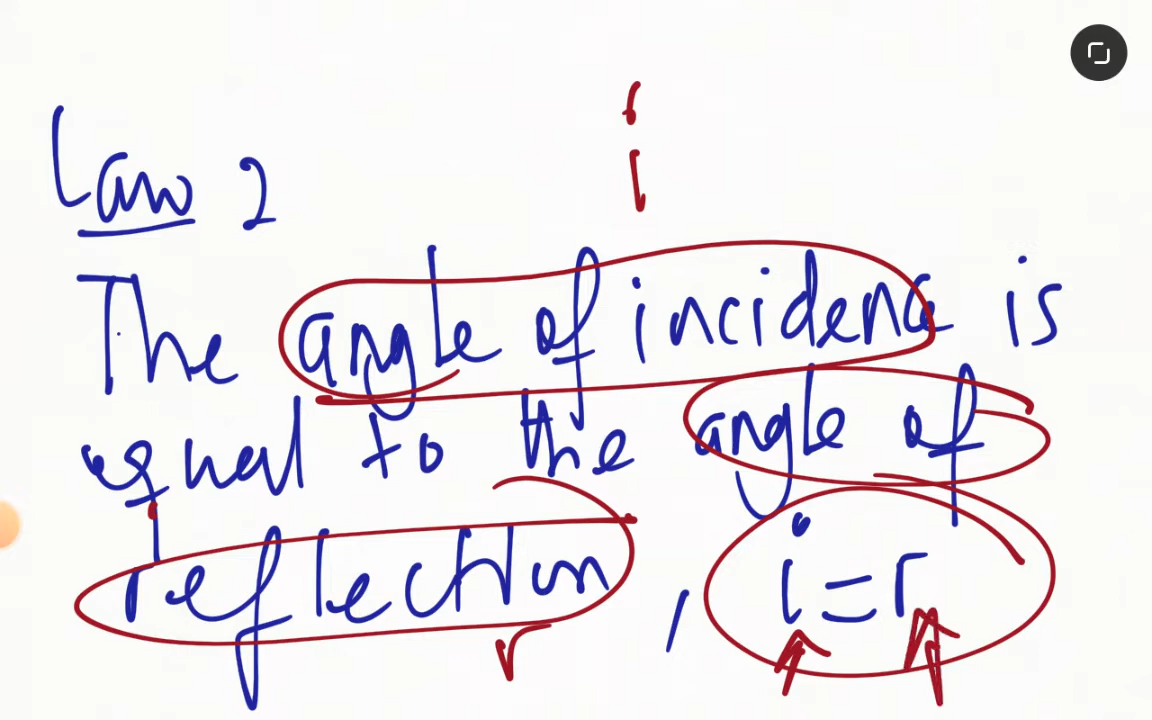 i
Law 2
The angle of incidence is
equal to the angle of
reflection, i=r
r